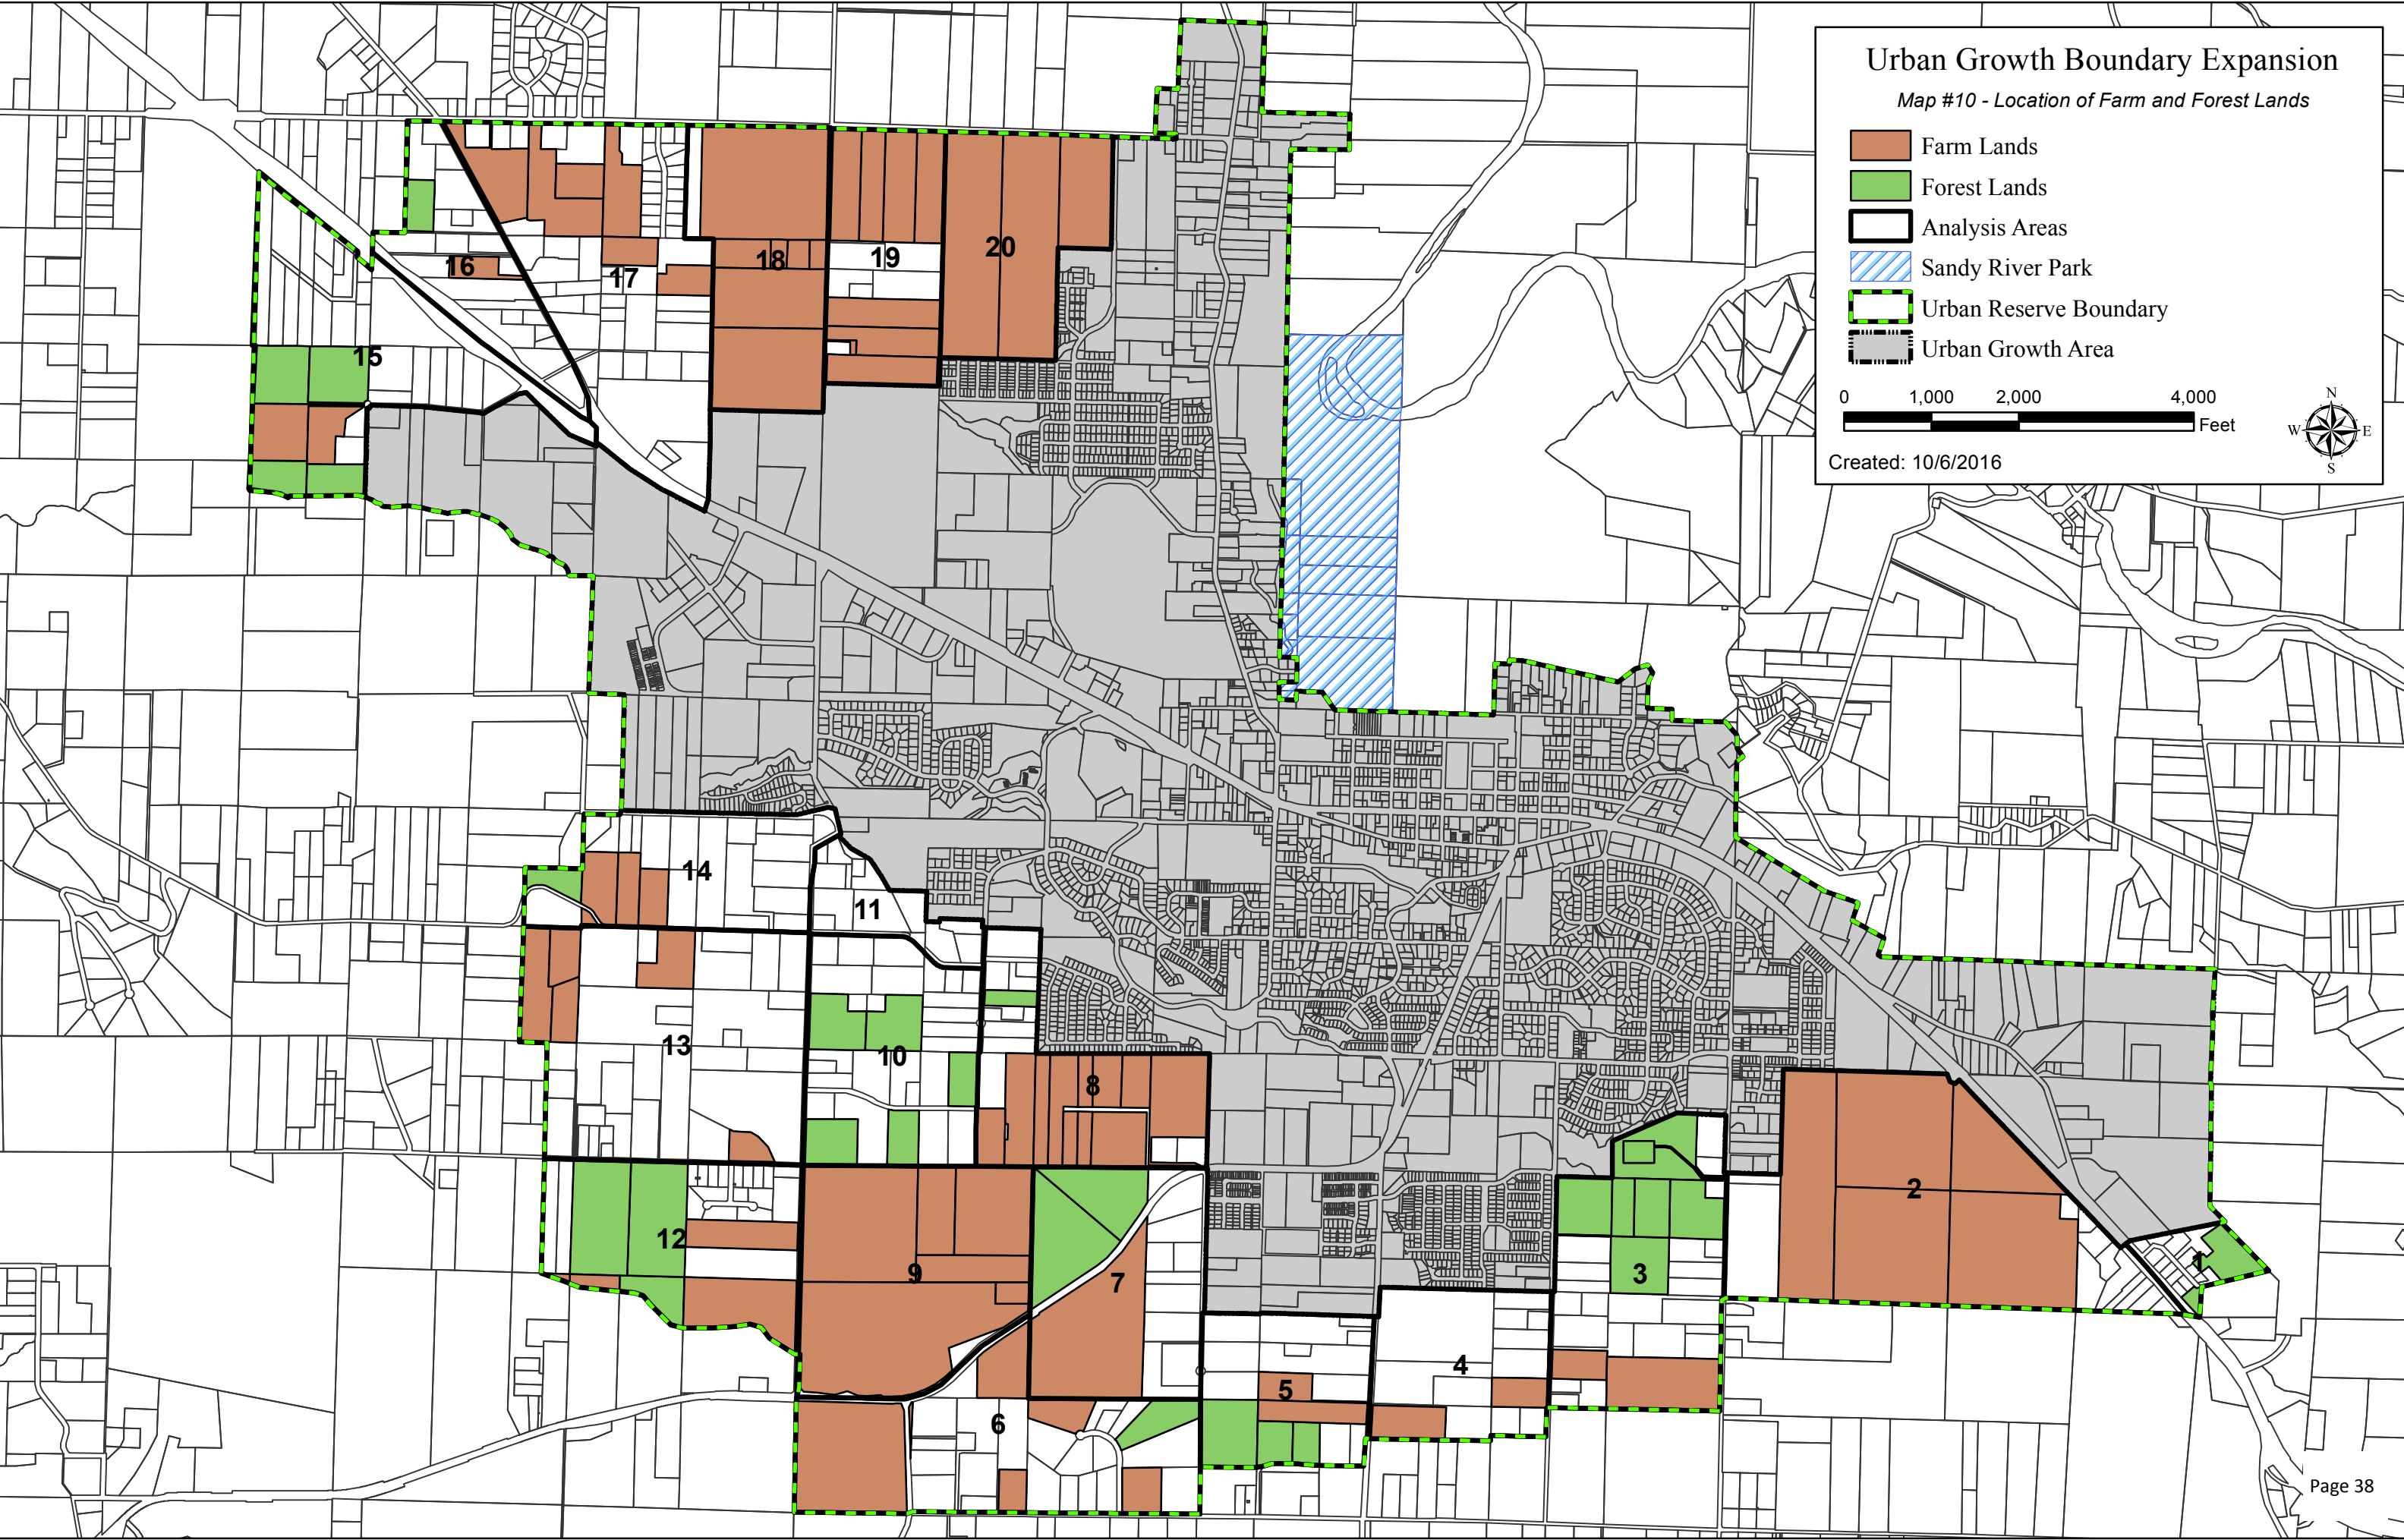 Urban Growth Boundary Expansion
Map #10 - Location of Farm and Forest Lands
Farm Lands
Forest Lands
Analysis Areas
Sandy River Park
Urban Reserve Boundary
Urban Growth Area
0 1,000 2,000 4,000
Feet
N
W E
S
Created: 10/6/2016
20
19
18
16
17
15
14
11
13
10
8
2
12
1
9
3
7
4
5
6
Page 38